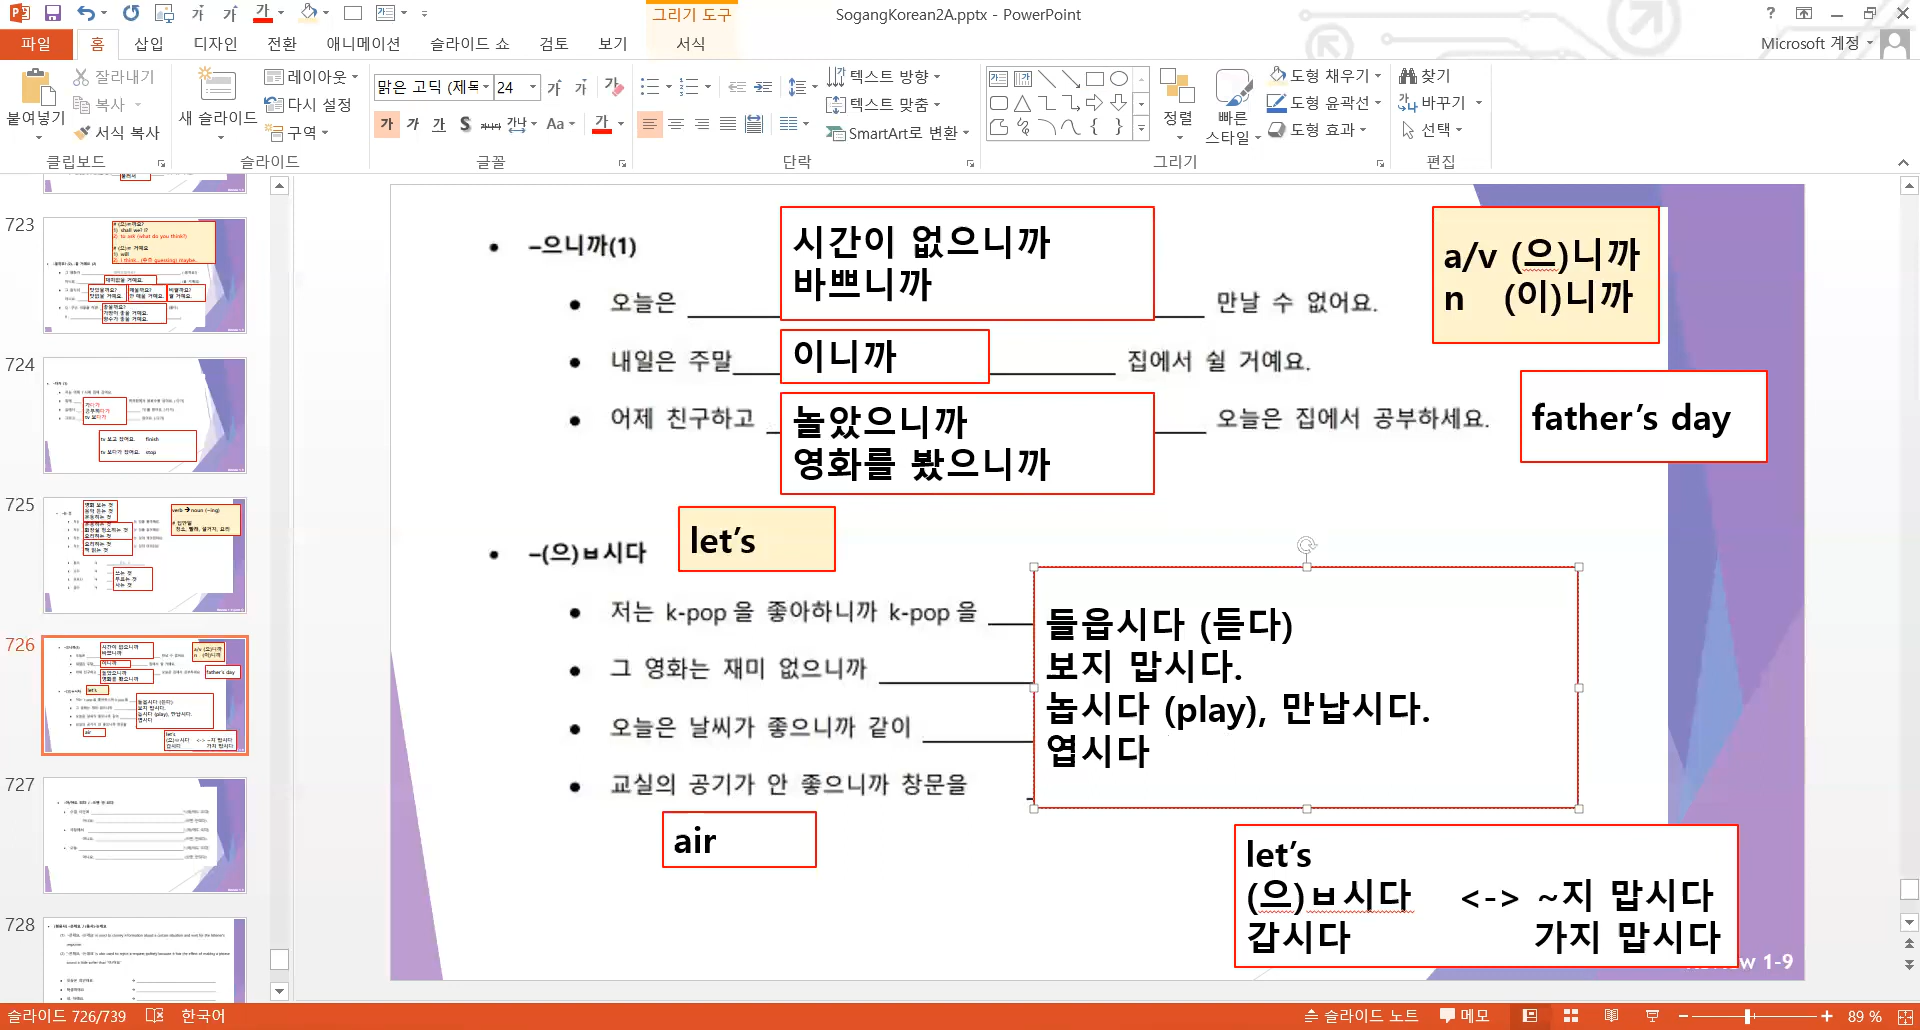 SogangKorean2A.pptx - PowerPoint
그리기 도구
파일
홈
삽입
디자인
전환
애니메이션
슬라이드 쇼
검토
보기
서식
Microsoft 계정
붙여넣기
잘라내기
복사
서식 복사
클립보드
새 슬라이드
레이아웃
다시 설정
구역
슬라이드
맑은 고딕 (제목
24
글꼴
텍스트 방향
텍스트 맞춤
SmartArt로 변환
단락
정렬
빠른 스타일
도형 채우기
도형 윤곽선
도형 효과
그리기
찾기
바꾸기
선택
편집
723
724
725
726
727
728
–으니까(1)
시간이 없으니까
바쁘니까
오늘은 만날 수 없어요.
a/v (으)니까
n (이)니까
내일은 주말 이니까 집에서 쉴 거예요.
어제 친구하고 오늘은 집에서 공부하세요.
놀았으니까
영화를 봤으니까
father’s day
–(으)ㅂ시다
let’s
저는 k-pop 을 좋아하니까 k-pop 을
그 영화는 재미 없으니까
오늘은 날씨가 좋으니까 같이
교실의 공기가 안 좋으니까 창문을
들읍시다 (듣다)
보지 맙시다.
놉시다 (play), 만납시다.
엽시다
air
let’s
(으)ㅂ시다 <-> ~지 맙시다
갑시다 가지 맙시다
1-9
슬라이드 726/739
한국어
슬라이드 노트
메모
89 %